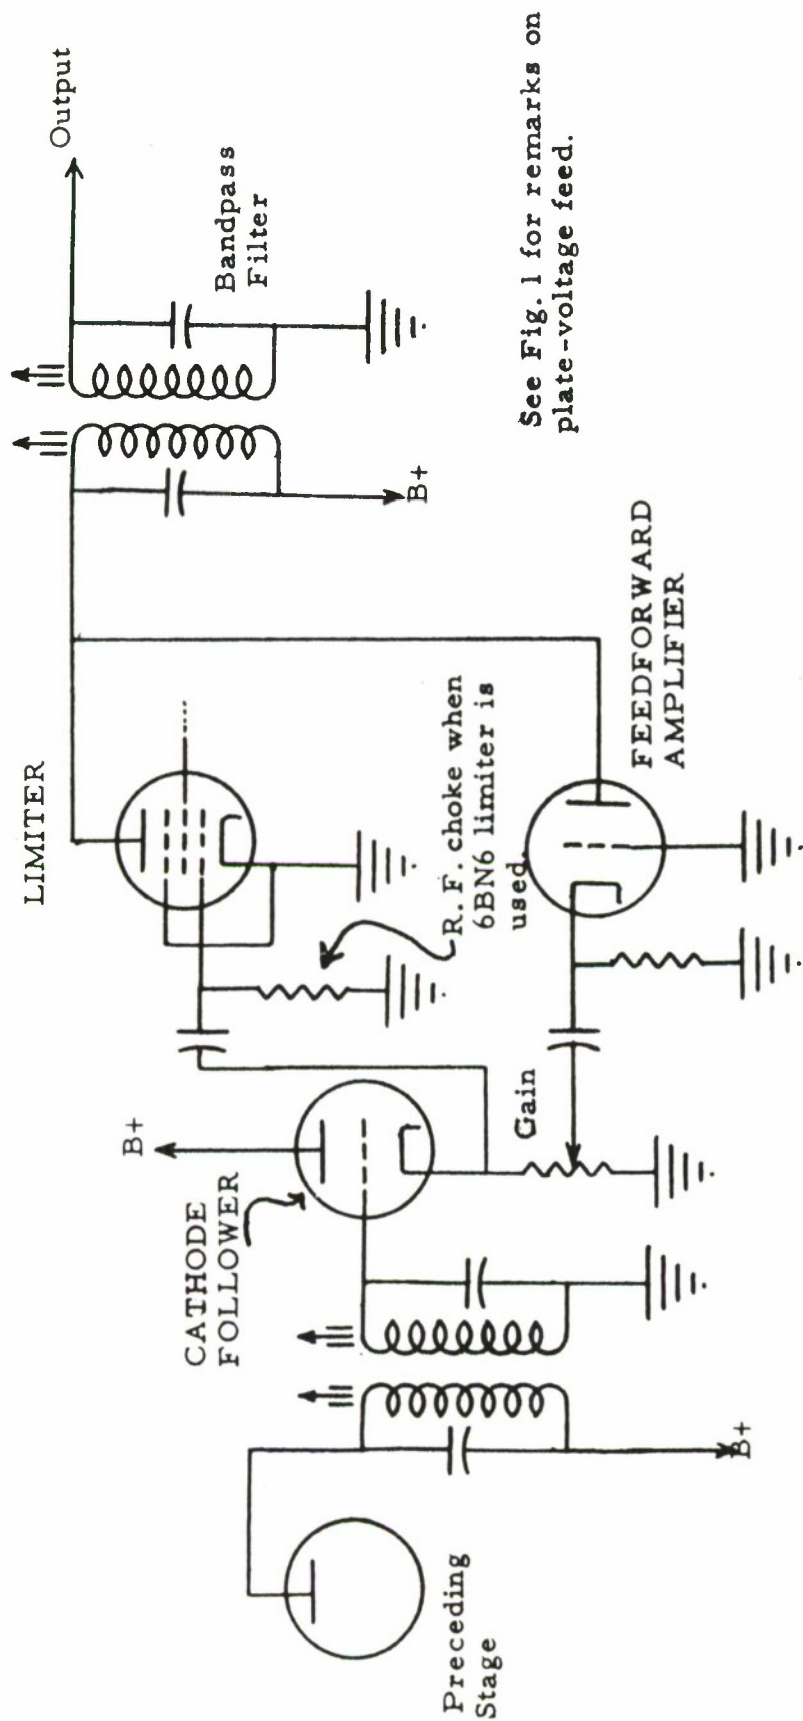 Preceding
Stage
B+
CATHODE
FOLLOWER
B+
Gain
LIMITER
R.F. choke when
6BN6 limiter is
used.
FEEDFORWARD
AMPLIFIER
B+
Bandpass
Filter
Output
See Fig. 1 for remarks on
plate-voltage feed.